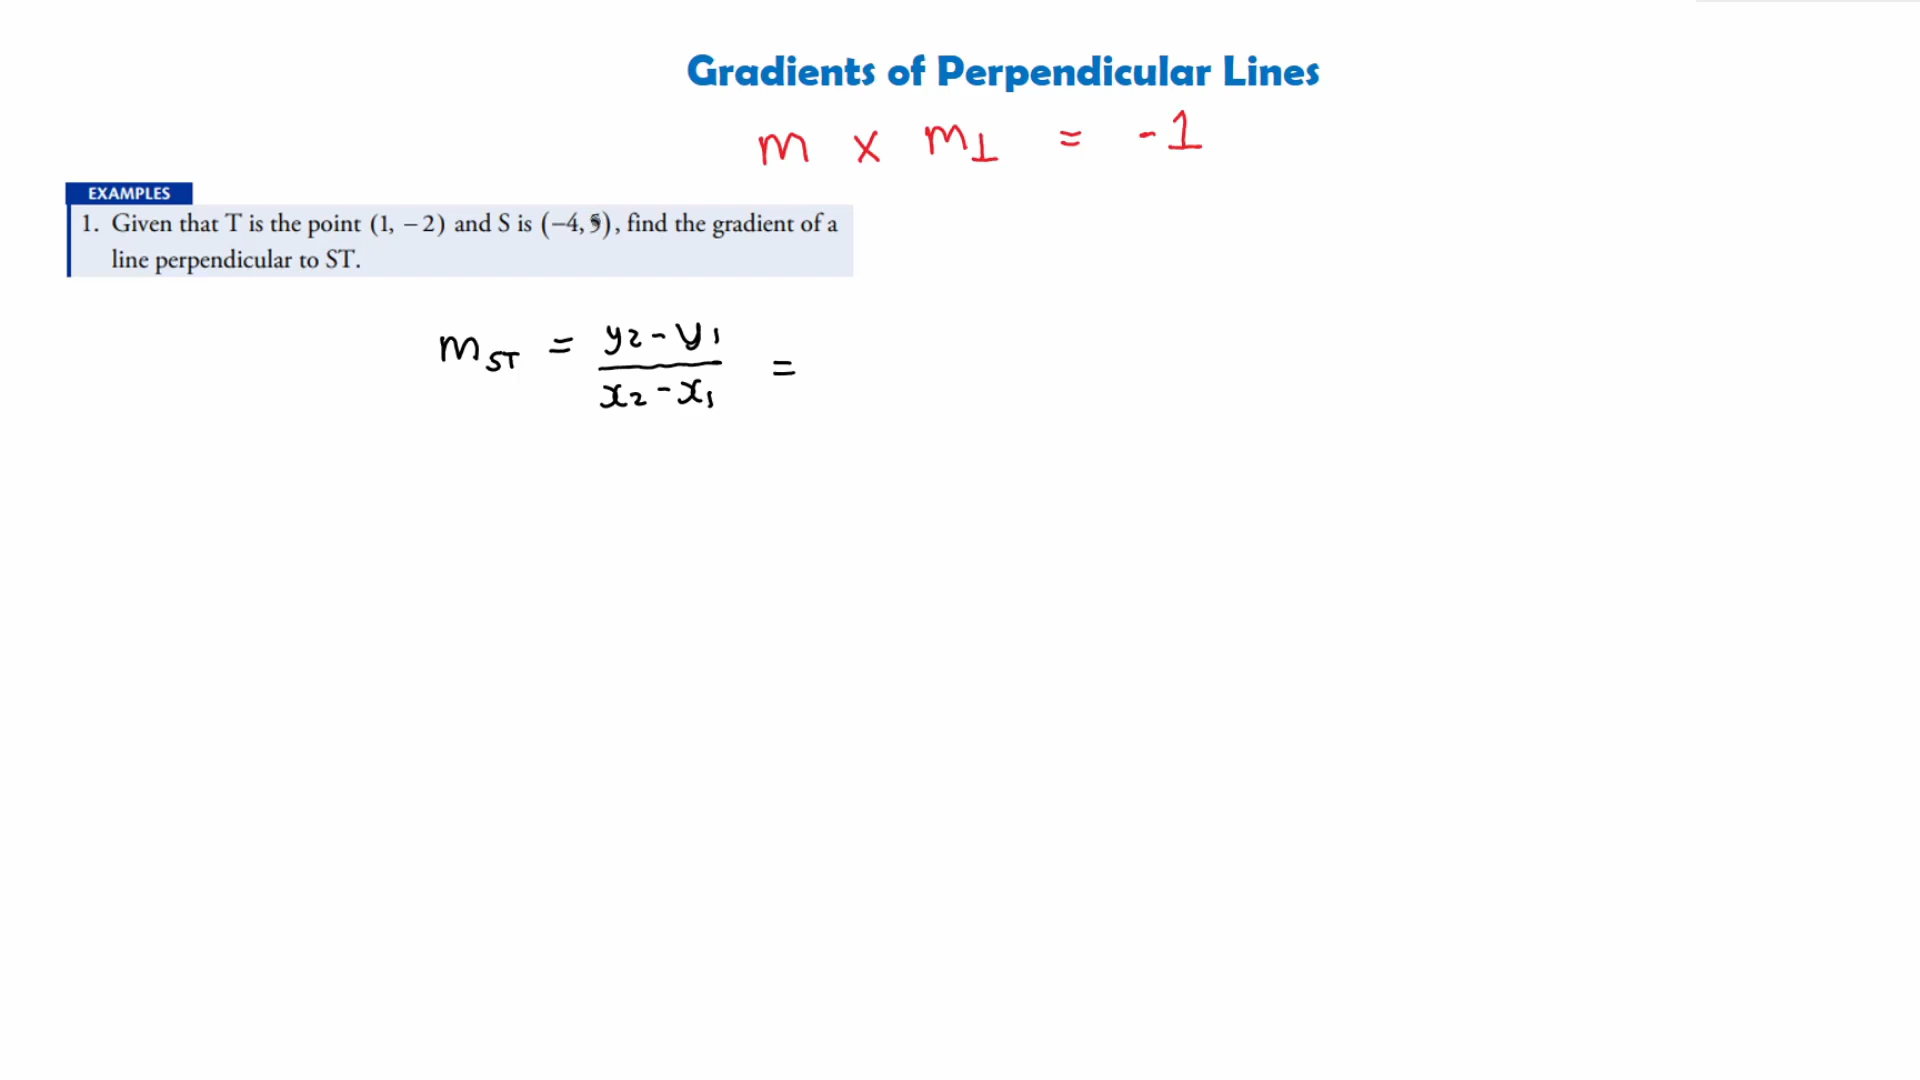 Gradients of Perpendicular Lines
m × m⊥ = -1
EXAMPLES
1. Given that T is the point (1, −2) and S is (−4, 5), find the gradient of a
line perpendicular to ST.
m_ST = (y₂ - y₁)/(x₂ - x₁) =